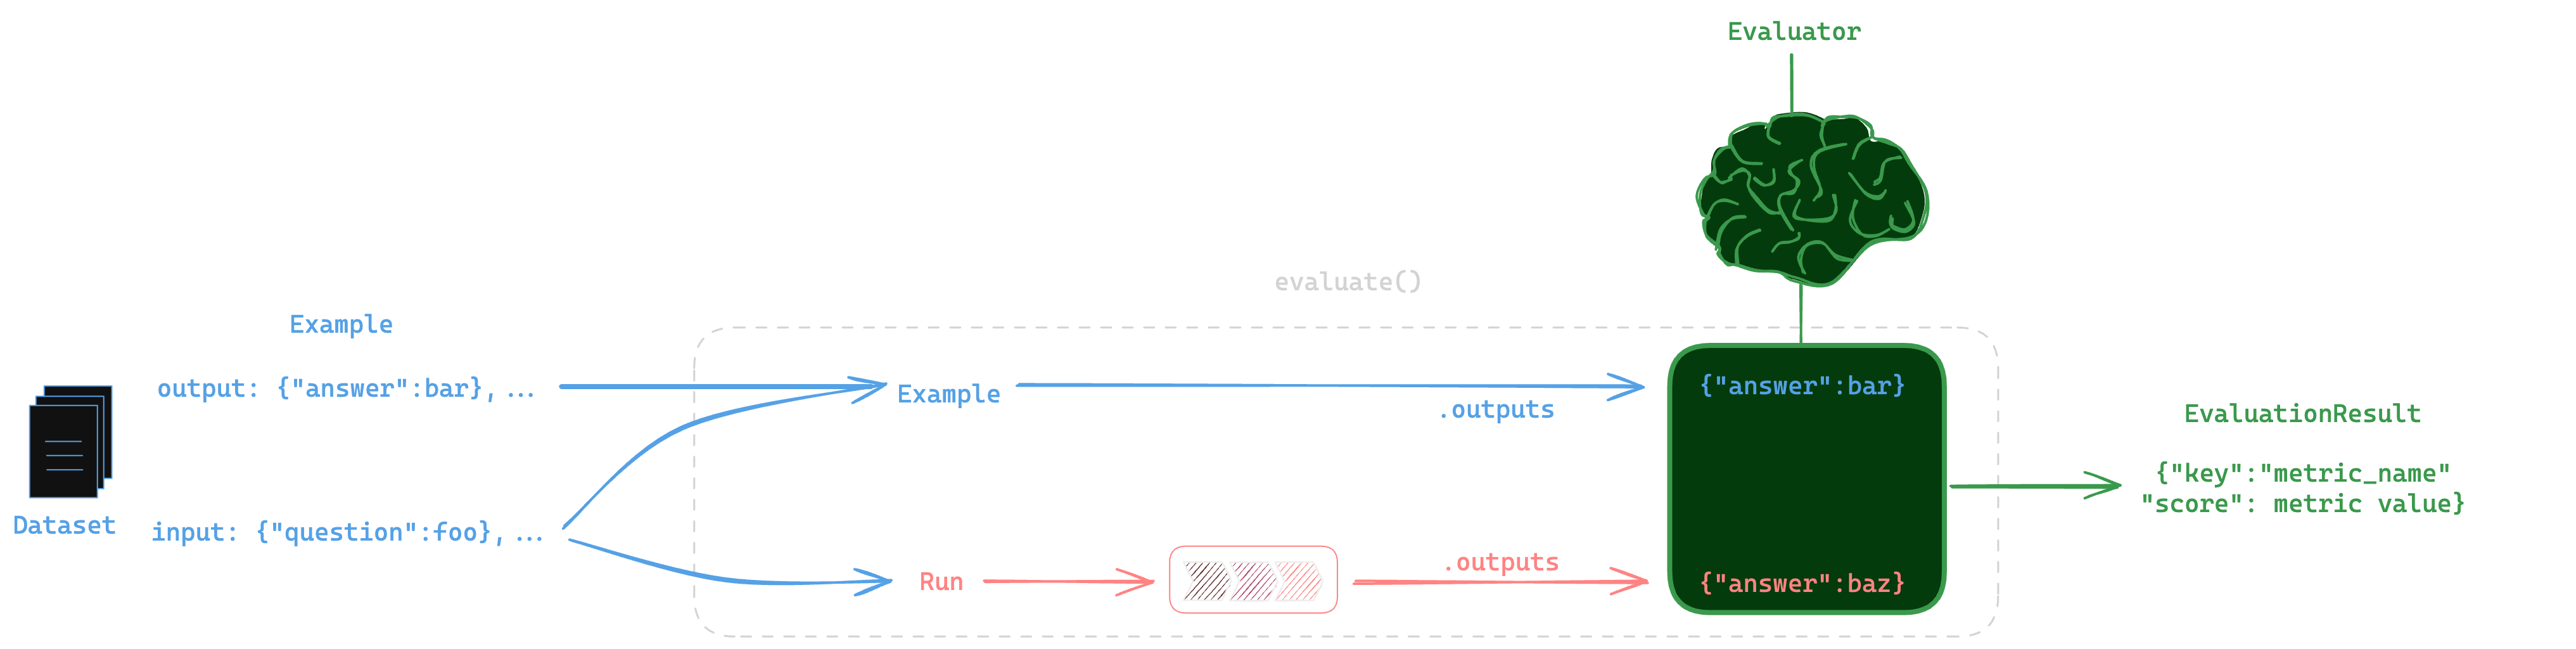 Evaluator
evaluate()
Example
output: {"answer":bar}, ...
Example
.outputs
{"answer":bar}
EvaluationResult
{"key":"metric_name"
"score": metric value}
Dataset
input: {"question":foo}, ...
Run
.outputs
{"answer":baz}